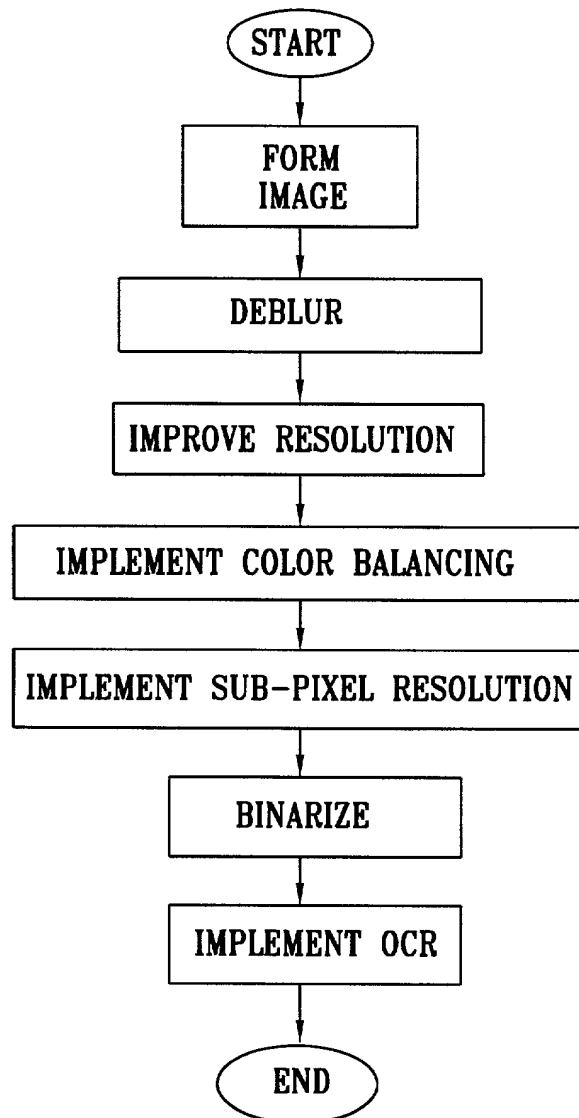 START
FORM
IMAGE
DEBLUR
IMPROVE RESOLUTION
IMPLEMENT COLOR BALANCING
IMPLEMENT SUB-PIXEL RESOLUTION
BINARIZE
IMPLEMENT OCR
END